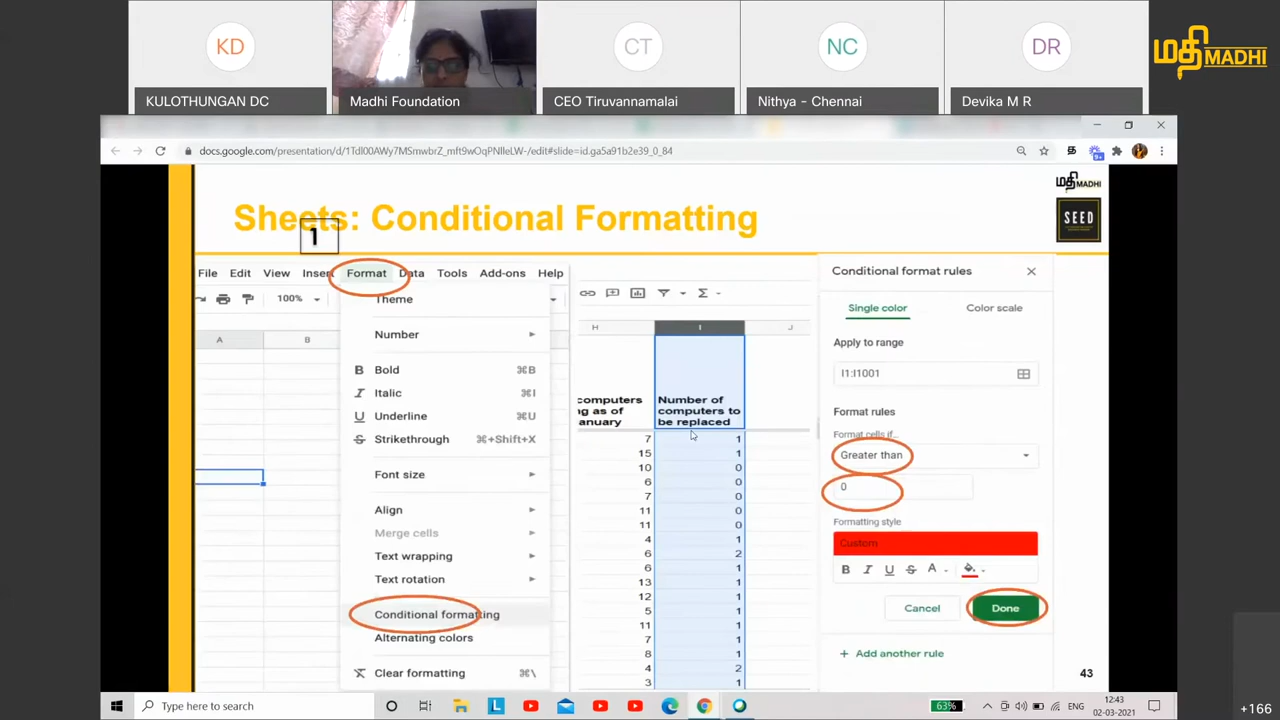 KD
CT
NC
DR
மதி MADHI
KULOTHUNGAN DC
Madhi Foundation
CEO Tiruvannamalai
Nithya - Chennai
Devika M R
docs.google.com/presentation/d/1TdI00AWy7MSmwbrZ_mft9wOqPNlleLW-/edit#slide=id.ga5a91b2e39_0_84
9+
Sheets: Conditional Formatting
மதி MADHI
SEED
1
File Edit View Insert Format Data Tools Add-ons Help
100%
A B
Theme
Number
B Bold ⌘B
I Italic ⌘I
U Underline ⌘U
S Strikethrough ⌘+Shift+X
Font size
Align
Merge cells
Text wrapping
Text rotation
Conditional formatting
Alternating colors
Clear formatting ⌘\
Σ
H I J
computers
ng as of
anuary
Number of
computers to
be replaced
7 1
15 1
10 0
6 0
7 0
11 0
11 0
4 1
6 2
6 1
13 1
12 1
5 1
11 1
7 1
8 1
4 2
3 1
Conditional format rules
Single color Color scale
Apply to range
I1:I1001
Format rules
Format cells if...
Greater than
0
Formatting style
Custom
B I U S A
Cancel Done
+ Add another rule
43
Type here to search
L
63%
ENG
12:43
02-03-2021
+166